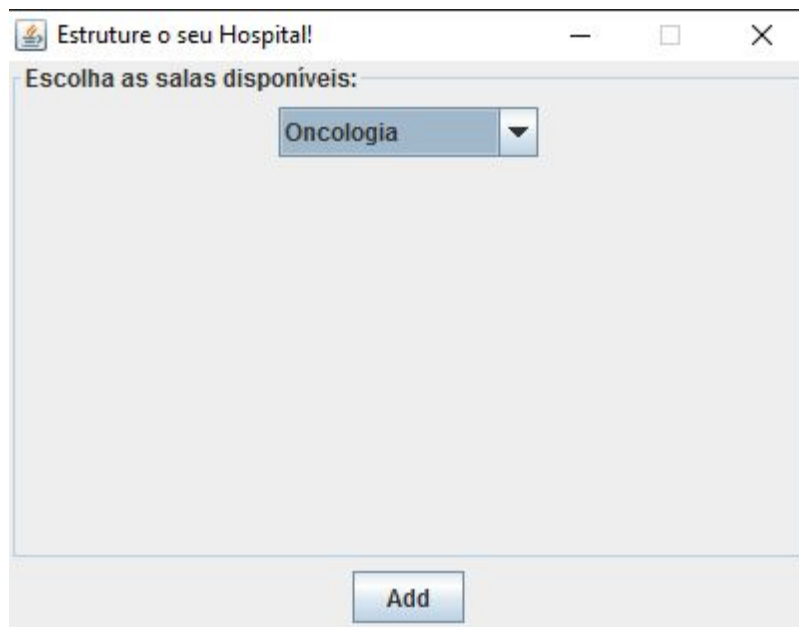 Estruture o seu Hospital!
Escolha as salas disponíveis:
Oncologia
Add